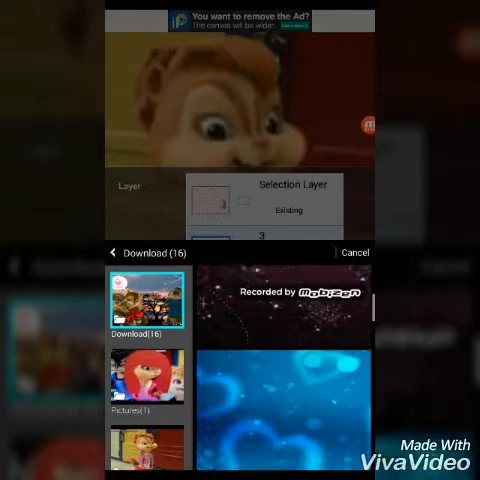 You want to remove the Ad?
The canvas will be wider.
Layer
Selection Layer
3
Existing
3
Download (16)
Cancel
Recorded by Mobizen
Download(16)
Pictures(1)
Made With
VivaVideo